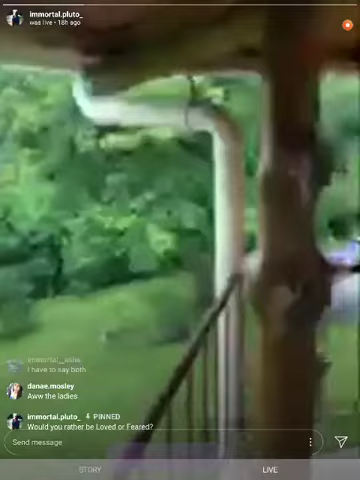 immortal.pluto_
was live • 18h ago
I have to say both
danae.mosley
Aww the ladies
immortal.pluto_ PINNED
Would you rather be Loved or Feared?
Send message
STORY LIVE